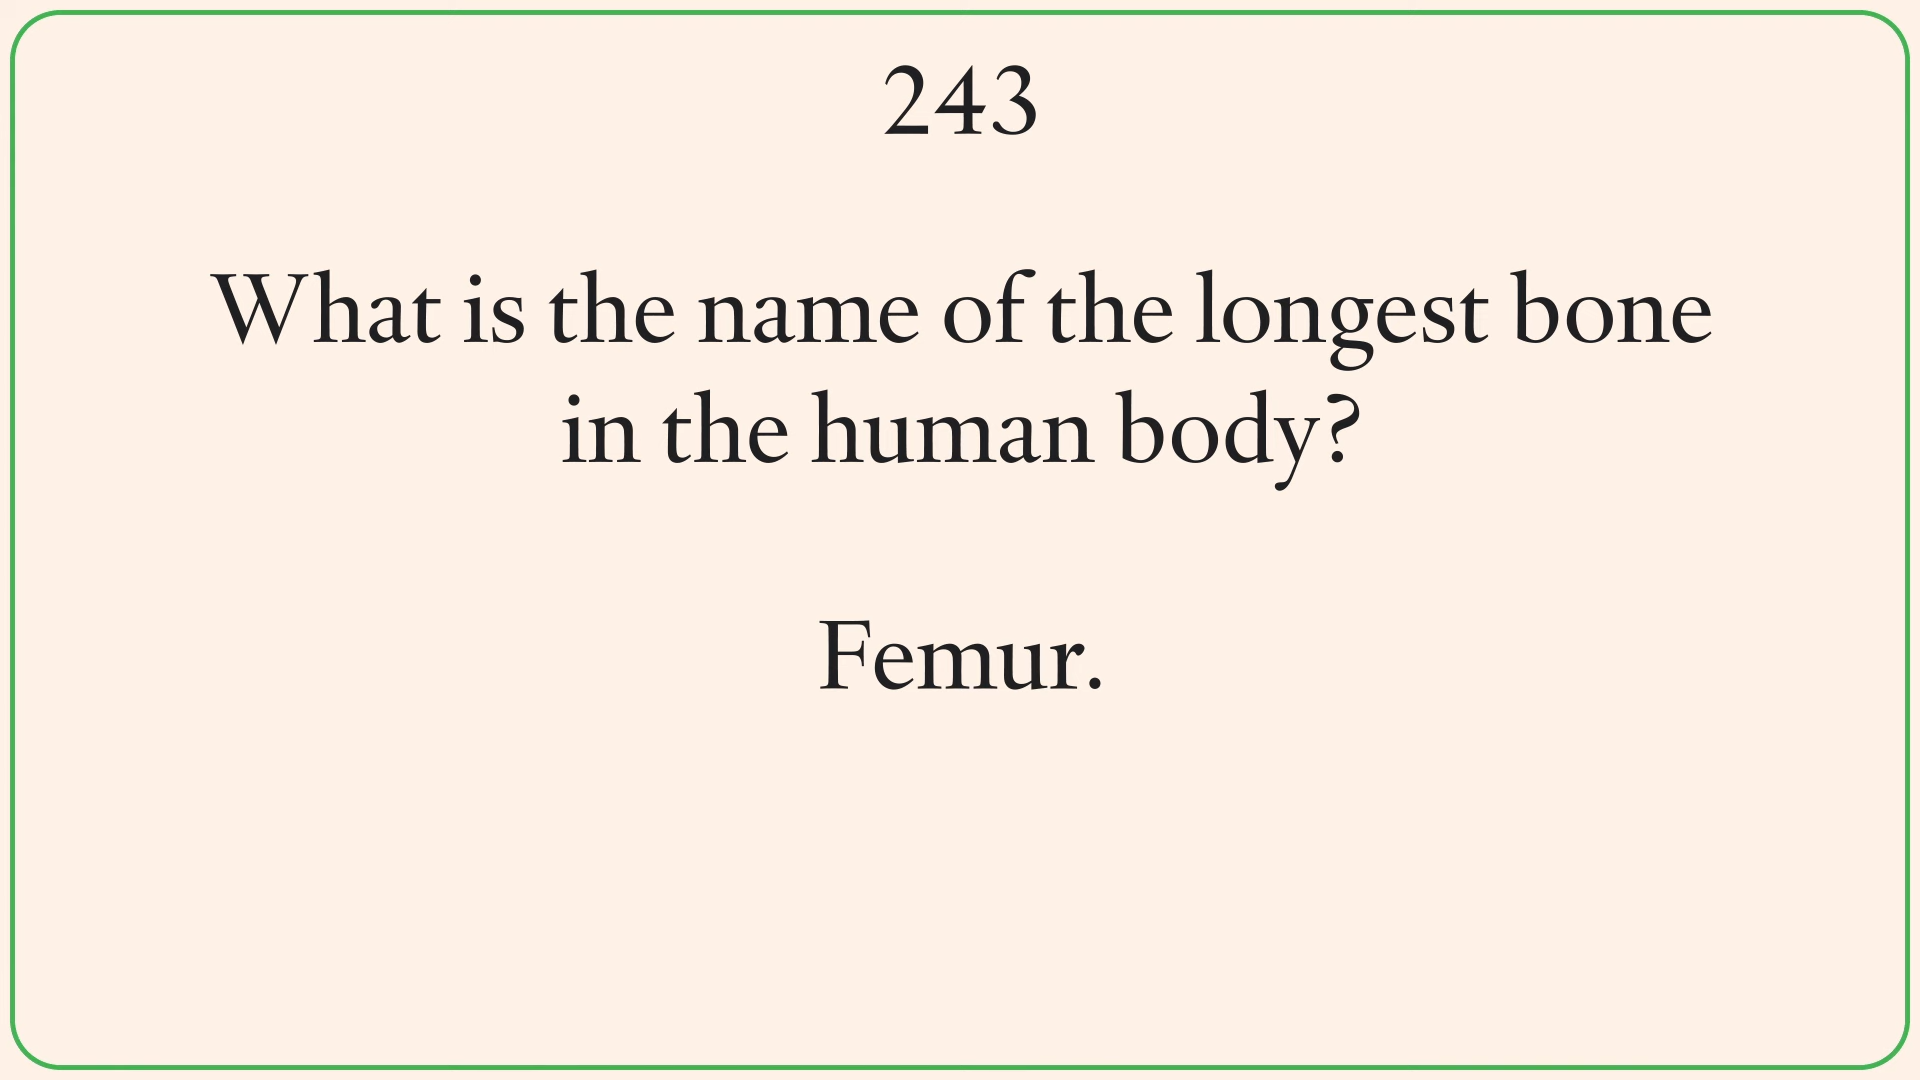 243
What is the name of the longest bone
in the human body?
Femur.